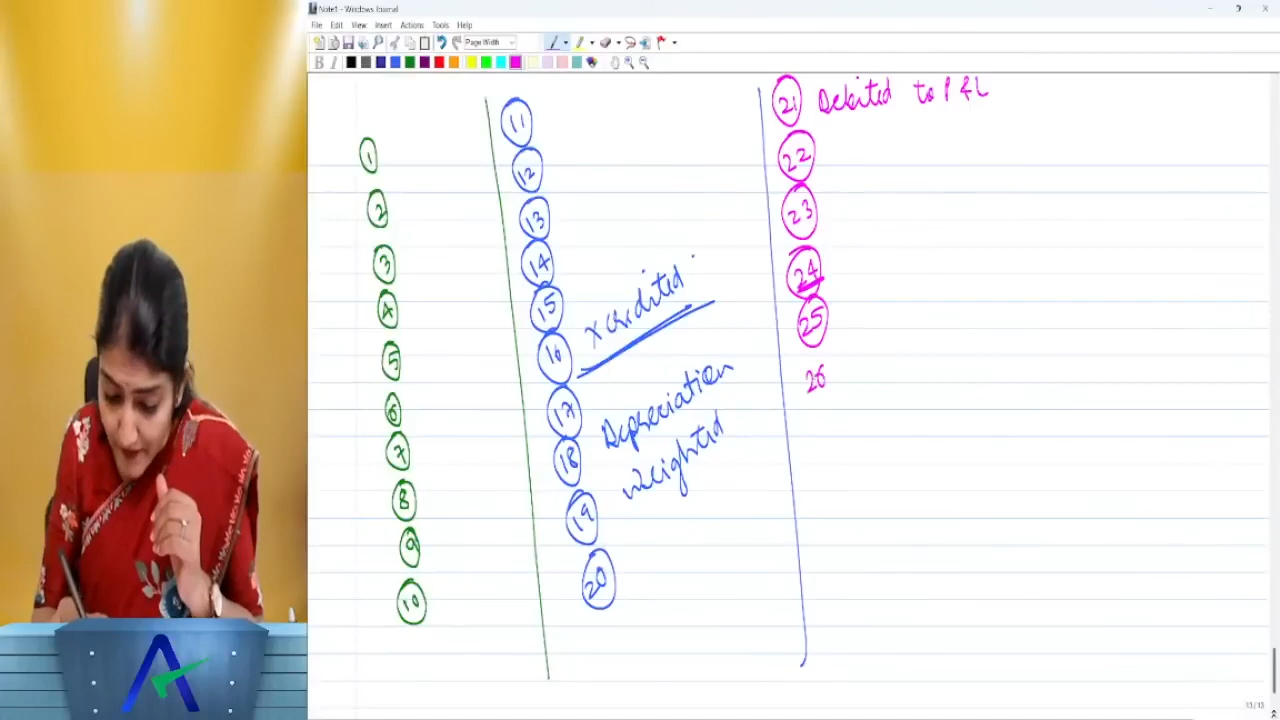 Note1 - Windows Journal
File Edit View Insert Actions Tools Help
Page Width
B I
1
2
3
4
5
6
7
8
9
10
11
12
13
14
15
16 x credited
17 Depreciation
18 weighted
19
20
21 Debited to P &L
22
23
24
25
26
13/13